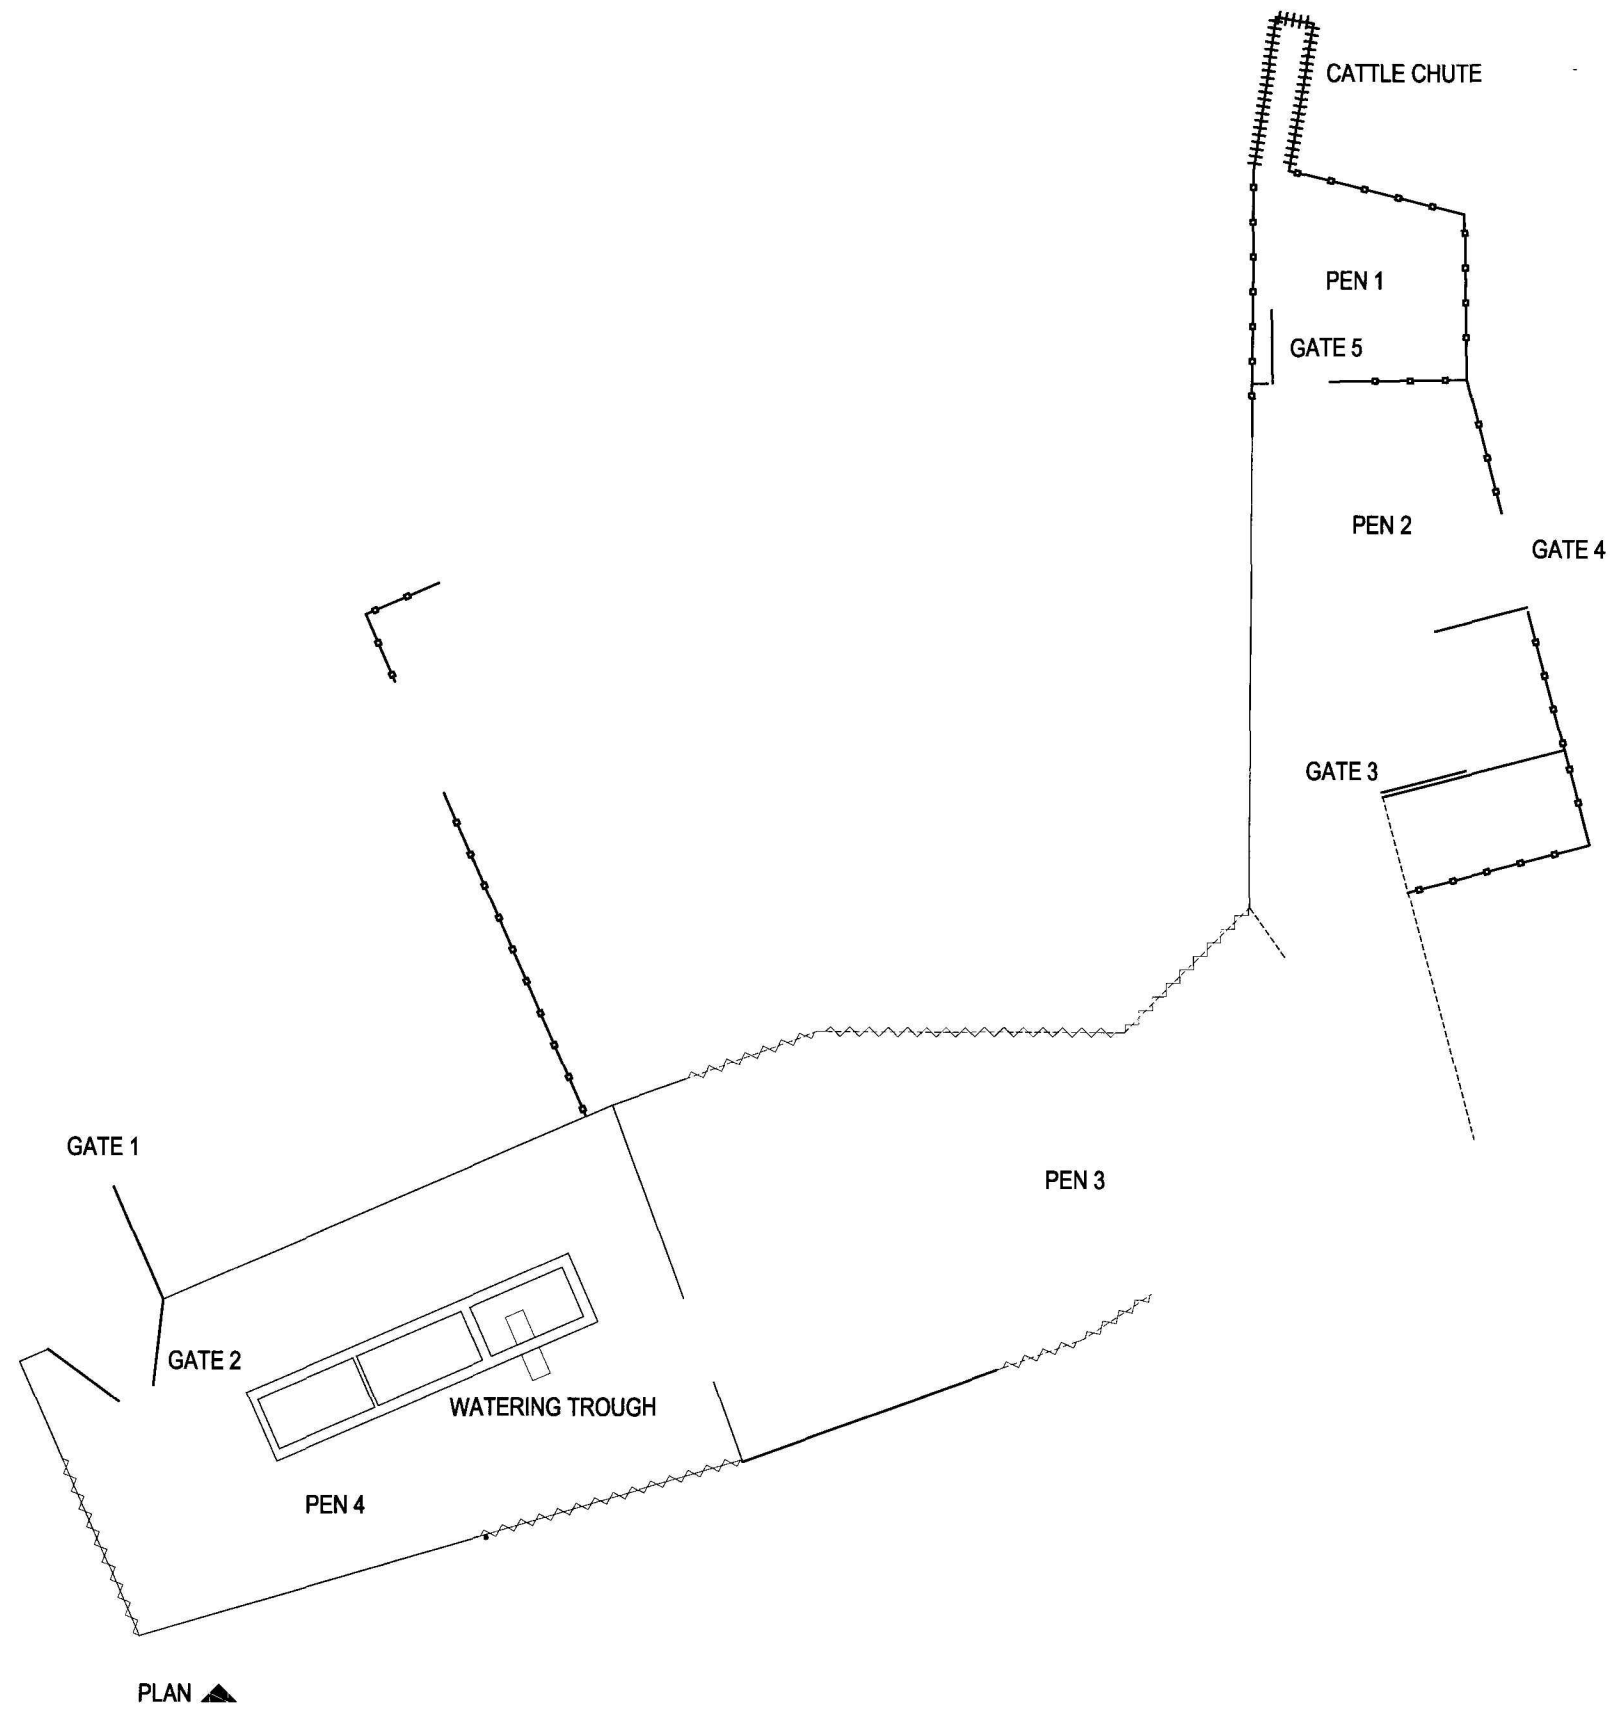 CATTLE CHUTE
PEN 1
GATE 5
PEN 2
GATE 4
GATE 3
GATE 1
PEN 3
GATE 2
WATERING TROUGH
PEN 4
PLAN